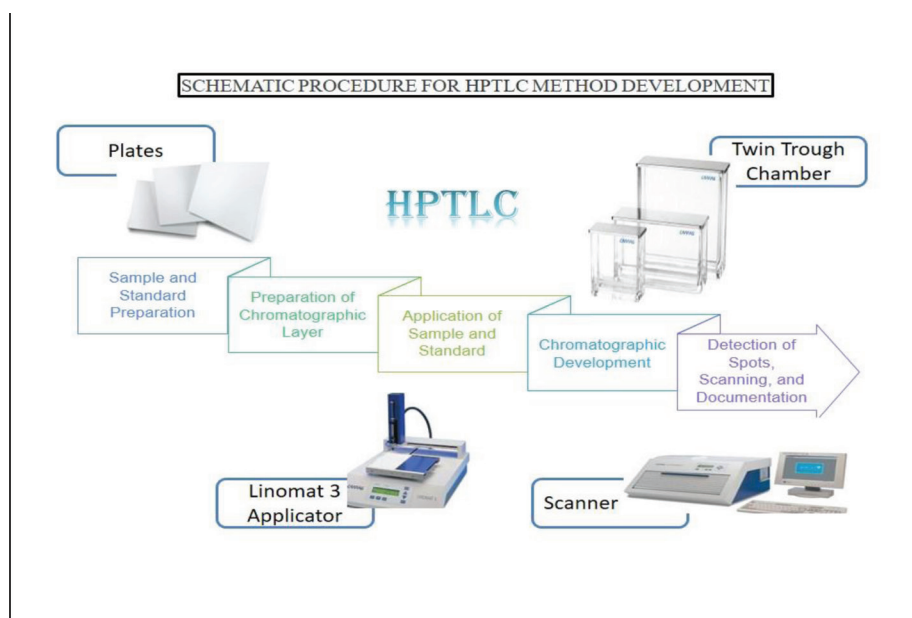 SCHEMATIC PROCEDURE FOR HPTLC METHOD DEVELOPMENT
Plates
Twin Trough
Chamber
HPTLC
Sample and
Standard
Preparation
Preparation of
Chromatographic
Layer
Application of
Sample and
Standard
Chromatographic
Development
Detection of
Spots,
Scanning, and
Documentation
Linomat 3
Applicator
Scanner